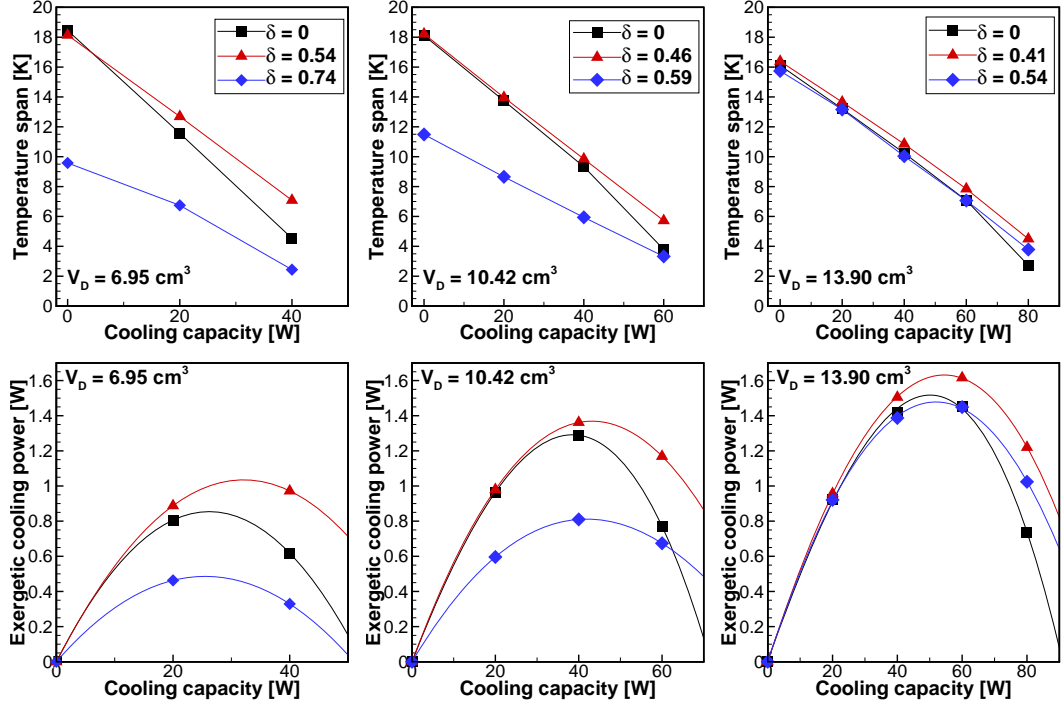 Temperature span [K]
20
18
16
14
12
10
8
6
4
2
0
δ = 0
δ = 0.54
δ = 0.74
V_D = 6.95 cm³
0 20 40
Cooling capacity [W]
Temperature span [K]
20
18
16
14
12
10
8
6
4
2
0
δ = 0
δ = 0.46
δ = 0.59
V_D = 10.42 cm³
0 20 40 60
Cooling capacity [W]
Temperature span [K]
20
18
16
14
12
10
8
6
4
2
0
δ = 0
δ = 0.41
δ = 0.54
V_D = 13.90 cm³
0 20 40 60 80
Cooling capacity [W]
Exergetic cooling power [W]
V_D = 6.95 cm³
1.6
1.4
1.2
1
0.8
0.6
0.4
0.2
0
0 20 40
Cooling capacity [W]
Exergetic cooling power [W]
V_D = 10.42 cm³
1.6
1.4
1.2
1
0.8
0.6
0.4
0.2
0
0 20 40 60
Cooling capacity [W]
Exergetic cooling power [W]
V_D = 13.90 cm³
1.6
1.4
1.2
1
0.8
0.6
0.4
0.2
0
0 20 40 60 80
Cooling capacity [W]